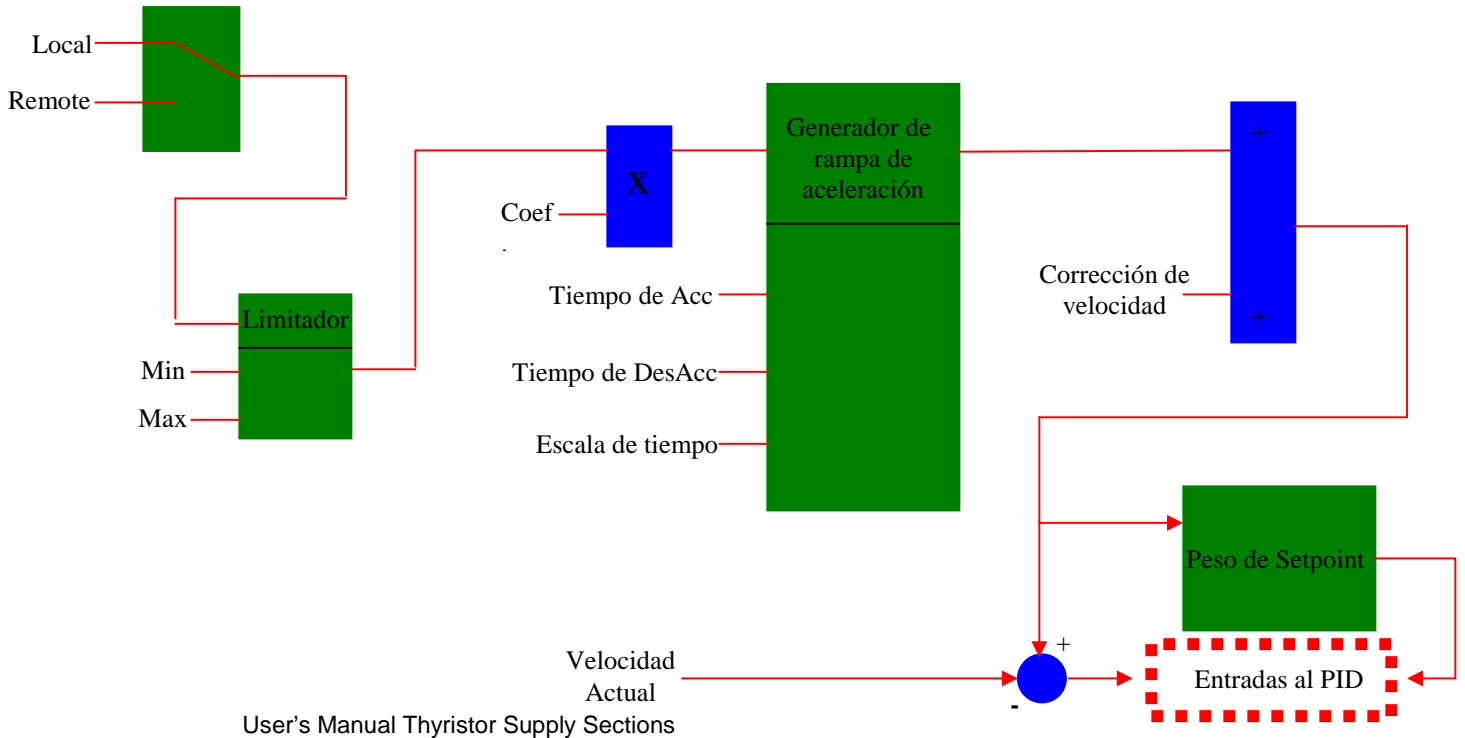 Local
Remote
Generador de
rampa de
aceleración
+
X
Coef
.
Corrección de
velocidad
Tiempo de Acc
Limitador
+
Min
Tiempo de DesAcc
Max
Escala de tiempo
Peso de Setpoint
+
Velocidad
Actual
Entradas al PID
-
User's Manual Thyristor Supply Sections